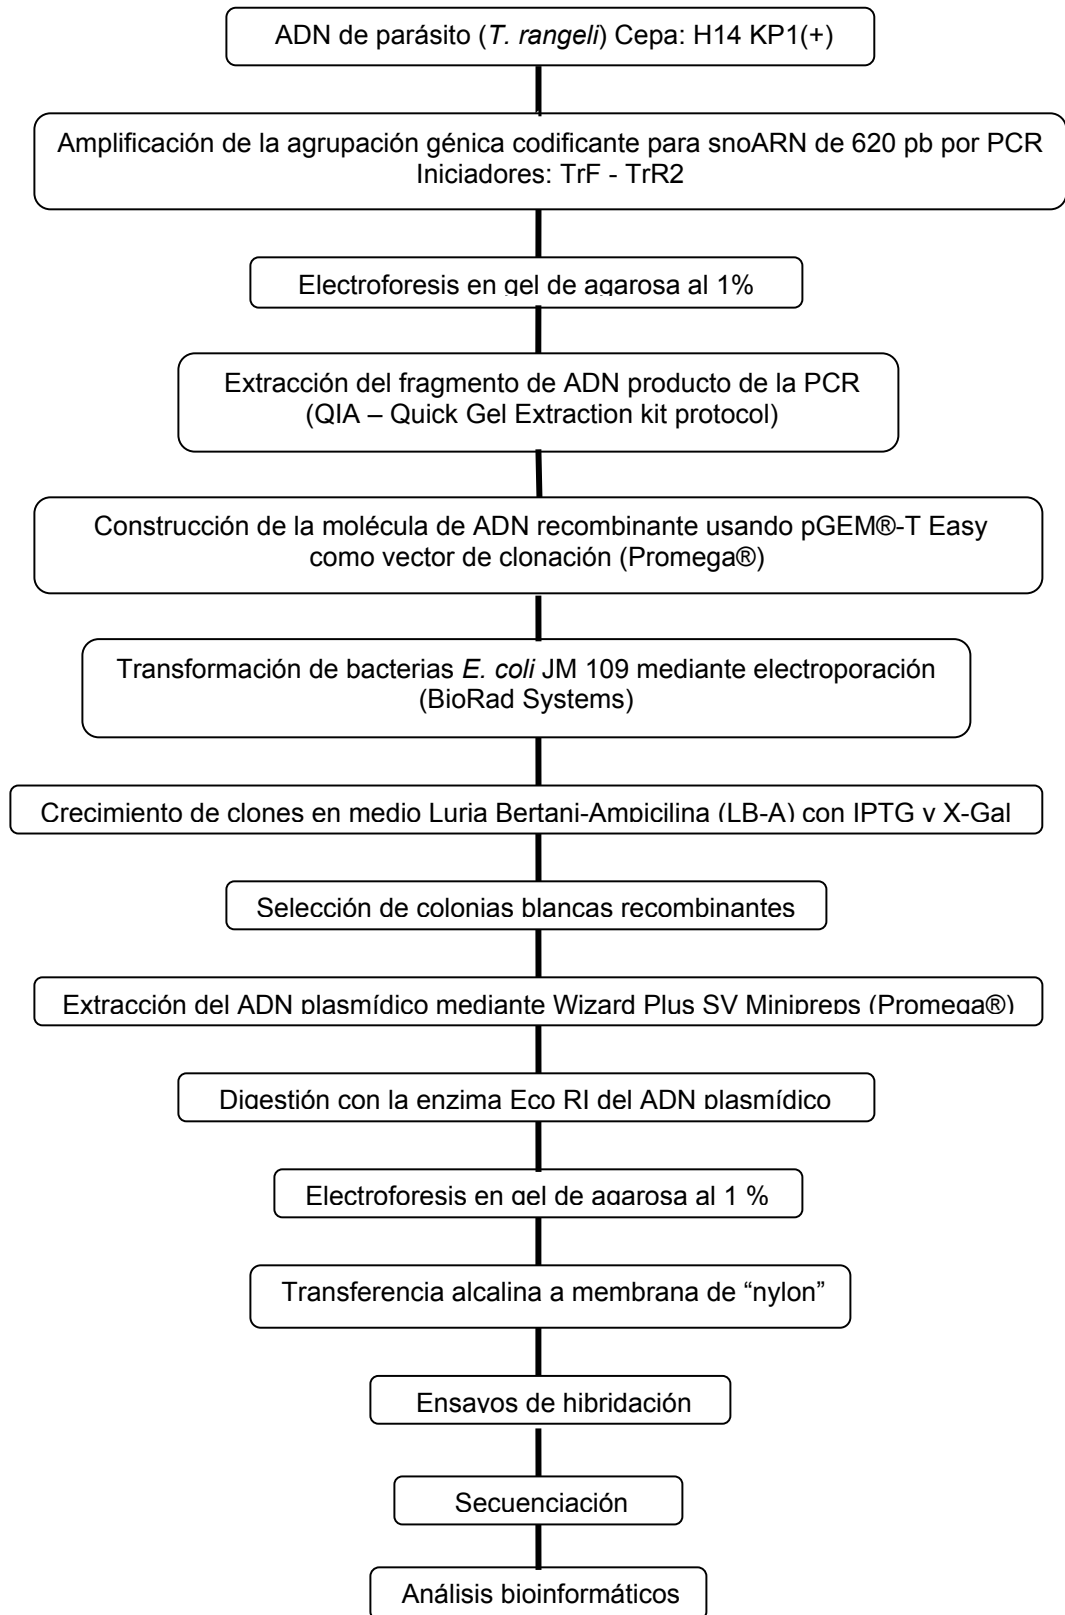 ADN de parásito (T. rangeli) Cepa: H14 KP1(+)
Amplificación de la agrupación génica codificante para snoARN de 620 pb por PCR
Iniciadores: TrF - TrR2
Electroforesis en gel de agarosa al 1%
Extracción del fragmento de ADN producto de la PCR
(QIA – Quick Gel Extraction kit protocol)
Construcción de la molécula de ADN recombinante usando pGEM®-T Easy
como vector de clonación (Promega®)
Transformación de bacterias E. coli JM 109 mediante electroporación
(BioRad Systems)
Crecimiento de clones en medio Luria Bertani-Ampicilina (LB-A) con IPTG y X-Gal
Selección de colonias blancas recombinantes
Extracción del ADN plasmídico mediante Wizard Plus SV Minipreps (Promega®)
Digestión con la enzima Eco RI del ADN plasmídico
Electroforesis en gel de agarosa al 1 %
Transferencia alcalina a membrana de “nylon”
Ensayos de hibridación
Secuenciación
Análisis bioinformáticos